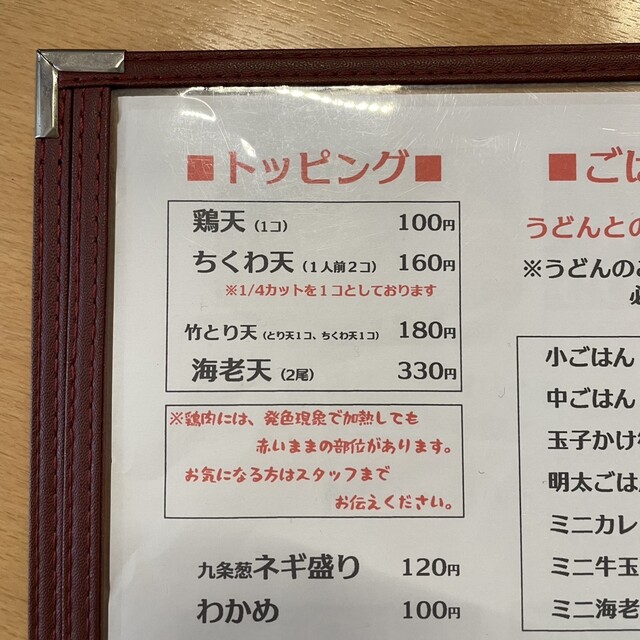 ■トッピング■
鶏天（1コ） 100円
ちくわ天（1人前2コ） 160円
※1/4カットを1コとしております
竹とり天（とり天1コ、ちくわ天1コ） 180円
海老天（2尾） 330円
※鶏肉には、発色現象で加熱しても
赤いままの部位があります。
お気になる方はスタッフまで
お伝えください。
九条葱ネギ盛り 120円
わかめ 100円
■ごは
うどんとの
※うどんの
小ごはん
中ごはん
玉子かけ
明太ごは
ミニカレ
ミニ牛玉
ミニ海老